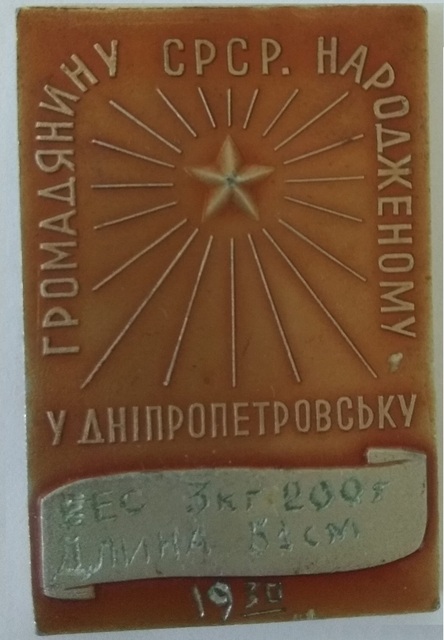 ГРОМАДЯНИНУ СРСР. НАРОДЖЕНОМУ
У ДНІПРОПЕТРОВСЬКУ
ВЕС 3кг 200г
ДЛИНА 51см
1930